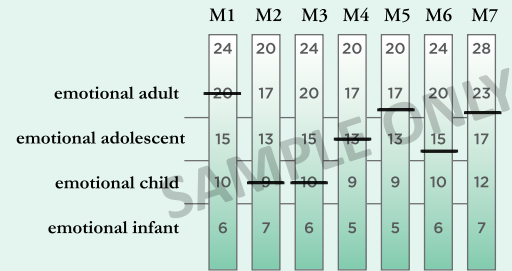 M1 M2 M3 M4 M5 M6 M7
24 20 24 20 20 24 28
emotional adult 20 17 20 17 17 20 23
emotional adolescent 15 13 15 13 13 15 17
emotional child 10 9 10 9 9 10 12
emotional infant 6 7 6 5 5 6 7
SAMPLE ONLY